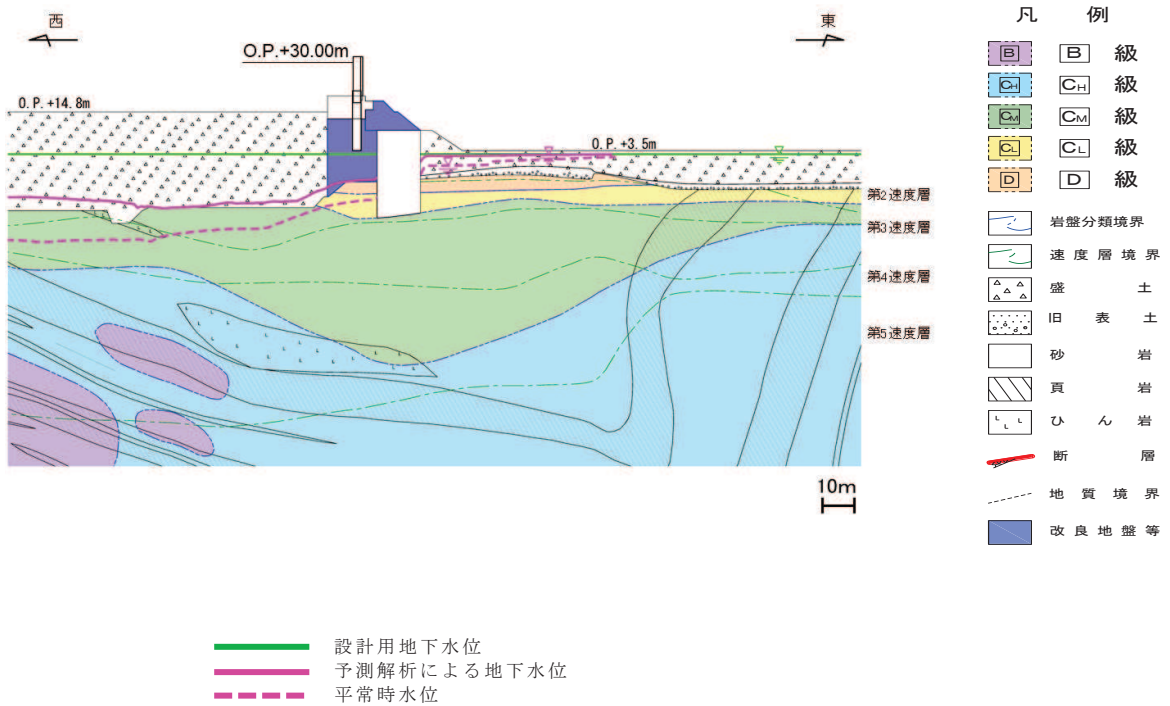 西
東
O.P.+30.00m
O.P.+14.8m
O.P.+3.5m
第2速度層
第3速度層
第4速度層
第5速度層
10m
凡 例
B B 級
CH CH 級
CM CM 級
CL CL 級
D D 級
岩盤分類境界
速度層境界
盛土
旧表土
砂岩
頁岩
ひん岩
断層
地質境界
改良地盤等
設計用地下水位
予測解析による地下水位
平常時水位